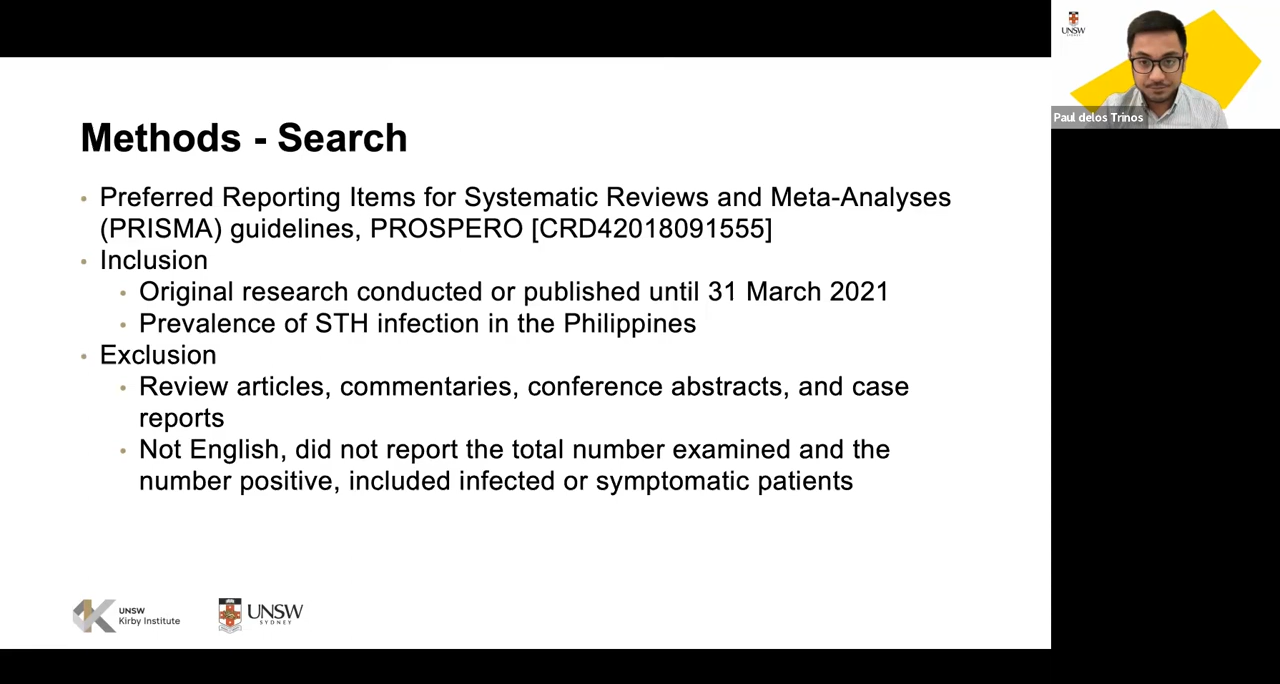 UNSW
SYDNEY
Paul delos Trinos
Methods - Search
• Preferred Reporting Items for Systematic Reviews and Meta-Analyses
(PRISMA) guidelines, PROSPERO [CRD42018091555]
• Inclusion
• Original research conducted or published until 31 March 2021
• Prevalence of STH infection in the Philippines
• Exclusion
• Review articles, commentaries, conference abstracts, and case
reports
• Not English, did not report the total number examined and the
number positive, included infected or symptomatic patients
UNSW
Kirby Institute
UNSW
SYDNEY